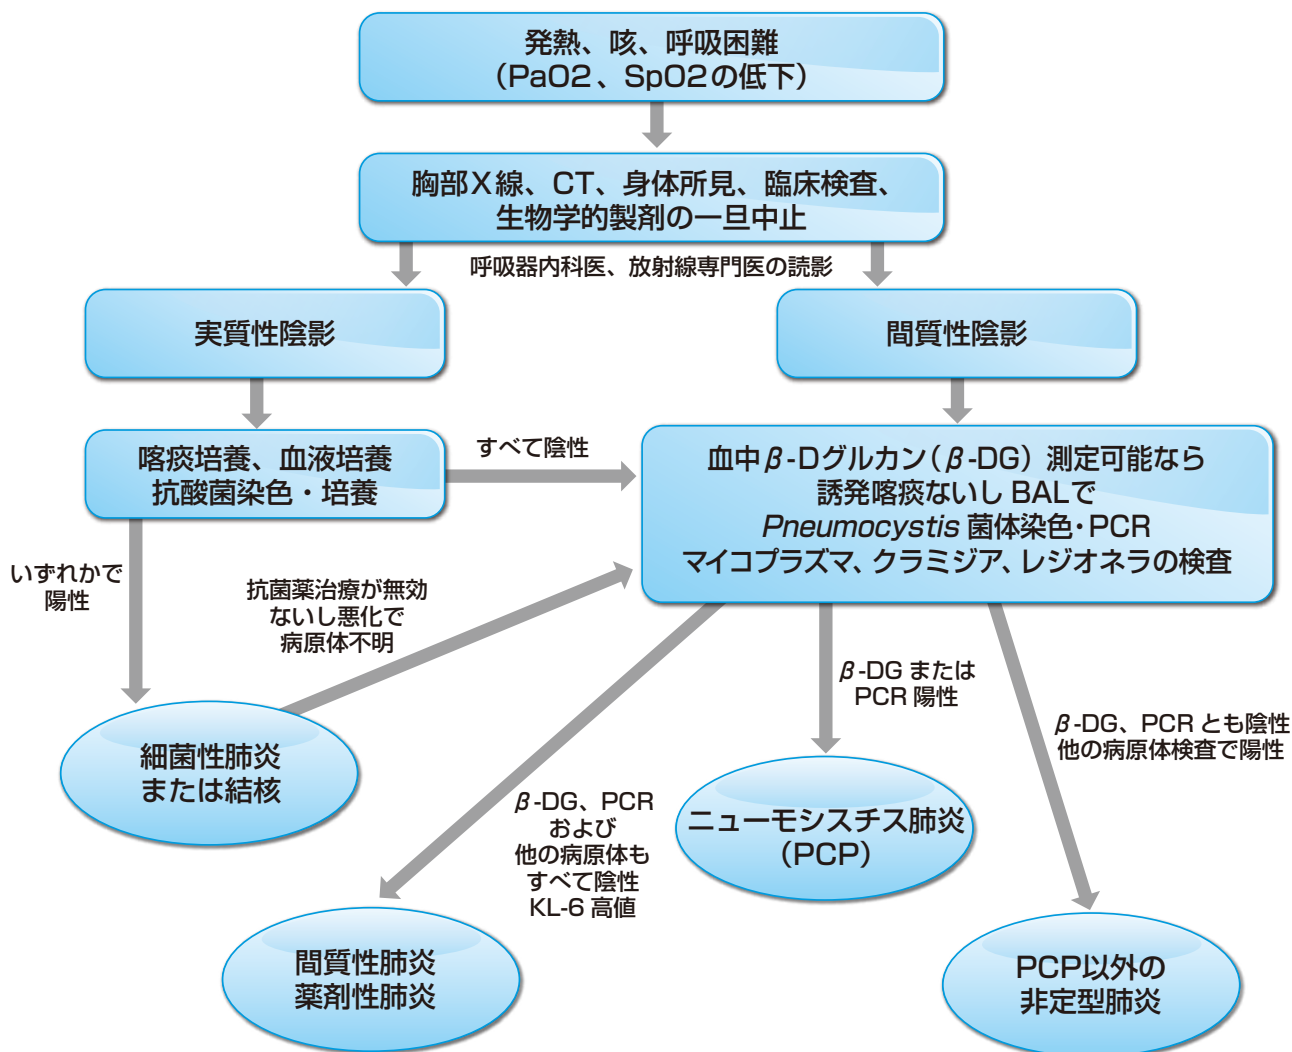 発熱、咳、呼吸困難
（PaO2、SpO2の低下）
胸部X線、CT、身体所見、臨床検査、
生物学的製剤の一旦中止
呼吸器内科医、放射線専門医の読影
実質性陰影
間質性陰影
喀痰培養、血液培養
抗酸菌染色・培養
すべて陰性
血中β-Dグルカン（β-DG）測定可能なら
誘発喀痰ないしBALで
Pneumocystis 菌体染色・PCR
マイコプラズマ、クラミジア、レジオネラの検査
いずれかで
陽性
抗菌薬治療が無効
ないし悪化で
病原体不明
β-DG または
PCR 陽性
β-DG、PCR とも陰性
他の病原体検査で陽性
細菌性肺炎
または結核
β-DG、PCR
および
他の病原体も
すべて陰性
KL-6 高値
ニューモシスチス肺炎
（PCP）
間質性肺炎
薬剤性肺炎
PCP以外の
非定型肺炎